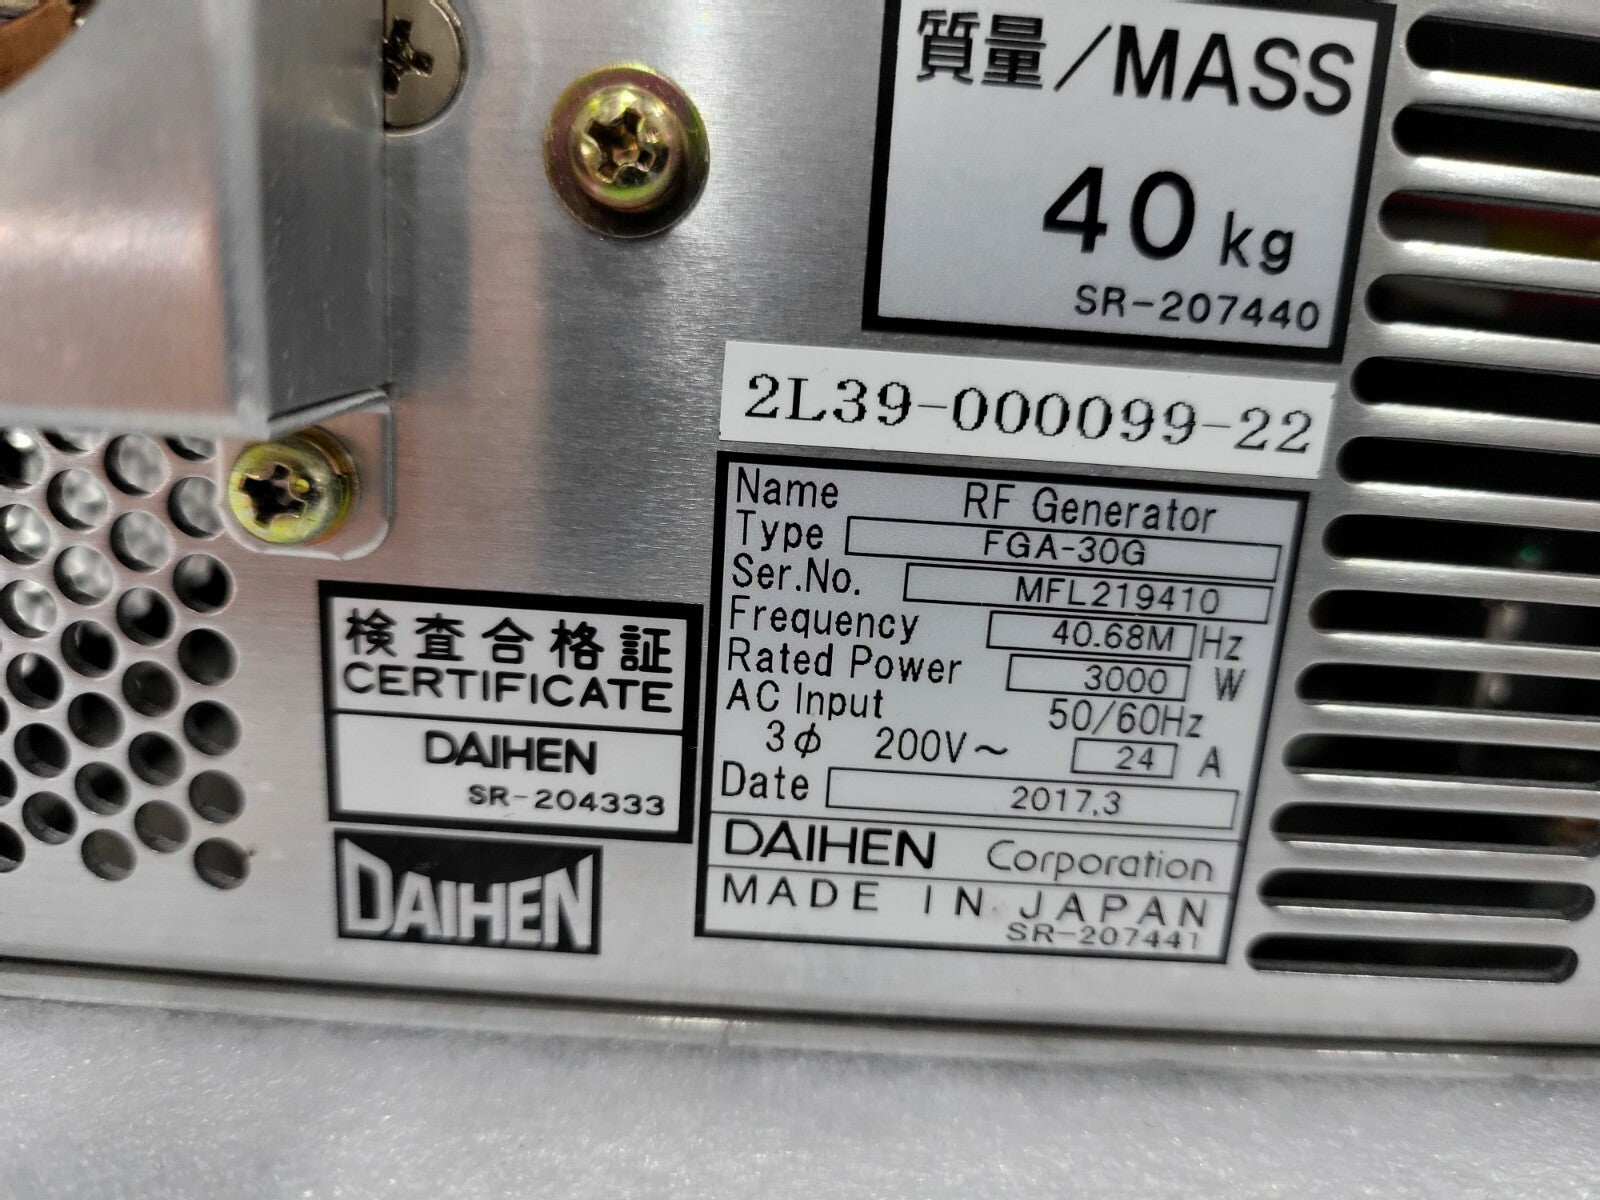 質量/MASS
40 kg
SR-207440
2L39-000099-22
Name RF Generator
Type FGA-30G
Ser.No. MFL219410
Frequency 40.68M Hz
Rated Power 3000 W
AC Input 50/60Hz
3φ 200V~ 24 A
Date 2017.3
DAIHEN Corporation
MADE IN JAPAN
SR-207441
検査合格証
CERTIFICATE
DAIHEN
SR-204333
DAIHEN